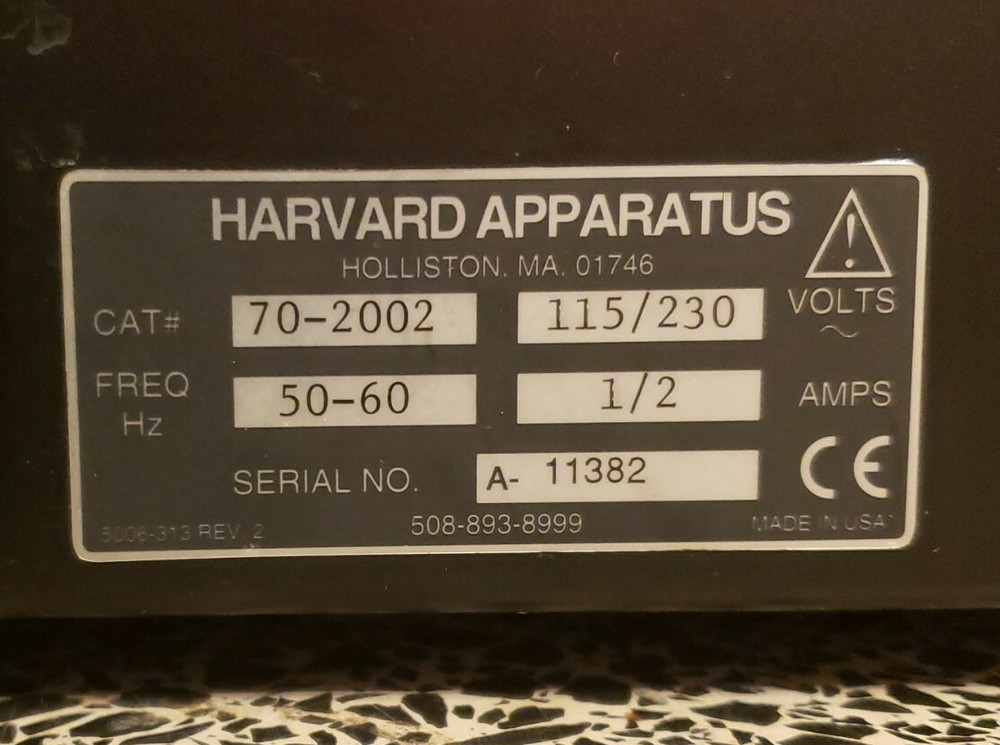 HARVARD APPARATUS
HOLLISTON, MA. 01746
CAT# 70-2002 115/230 VOLTS ~
FREQ Hz 50-60 1/2 AMPS
SERIAL NO. A- 11382 CE
5006-313 REV 2 508-893-8999 MADE IN USA